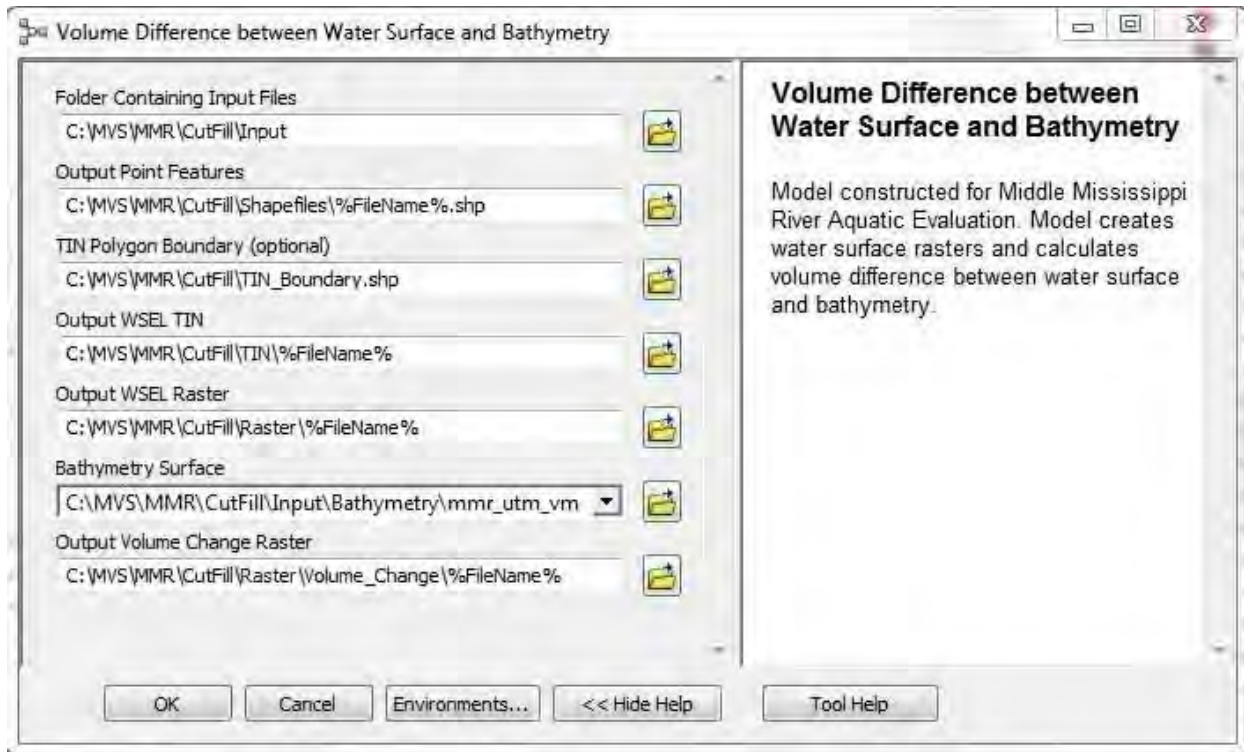 Volume Difference between Water Surface and Bathymetry
Folder Containing Input Files
C:\MVS\MMR\CutFill\Input
Output Point Features
C:\MVS\MMR\CutFill\Shapefiles\%FileName%.shp
TIN Polygon Boundary (optional)
C:\MVS\MMR\CutFill\TIN_Boundary.shp
Output WSEL TIN
C:\MVS\MMR\CutFill\TIN\%FileName%
Output WSEL Raster
C:\MVS\MMR\CutFill\Raster\%FileName%
Bathymetry Surface
C:\MVS\MMR\CutFill\Input\Bathymetry\mmr_utm_vm
Output Volume Change Raster
C:\MVS\MMR\CutFill\Raster\Volume_Change\%FileName%
Volume Difference between
Water Surface and Bathymetry
Model constructed for Middle Mississippi
River Aquatic Evaluation. Model creates
water surface rasters and calculates
volume difference between water surface
and bathymetry.
OK
Cancel
Environments...
<< Hide Help
Tool Help